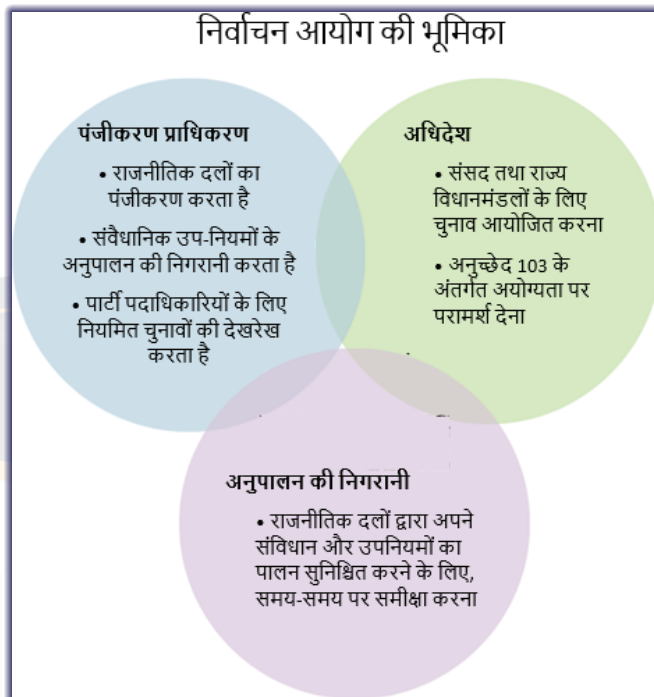 निर्वाचन आयोग की भूमिका
पंजीकरण प्राधिकरण
• राजनीतिक दलों का
पंजीकरण करता है
• संवैधानिक उप-नियमों के
अनुपालन की निगरानी करता है
• पार्टी पदाधिकारियों के लिए
नियमित चुनावों की देखरेख
करता है
अधिदेश
• संसद तथा राज्य
विधानमंडलों के लिए
चुनाव आयोजित करना
• अनुच्छेद 103 के
अंतर्गत अयोग्यता पर
परामर्श देना
अनुपालन की निगरानी
• राजनीतिक दलों द्वारा अपने
संविधान और उपनियमों का
पालन सुनिश्चित करने के लिए,
समय-समय पर समीक्षा करना